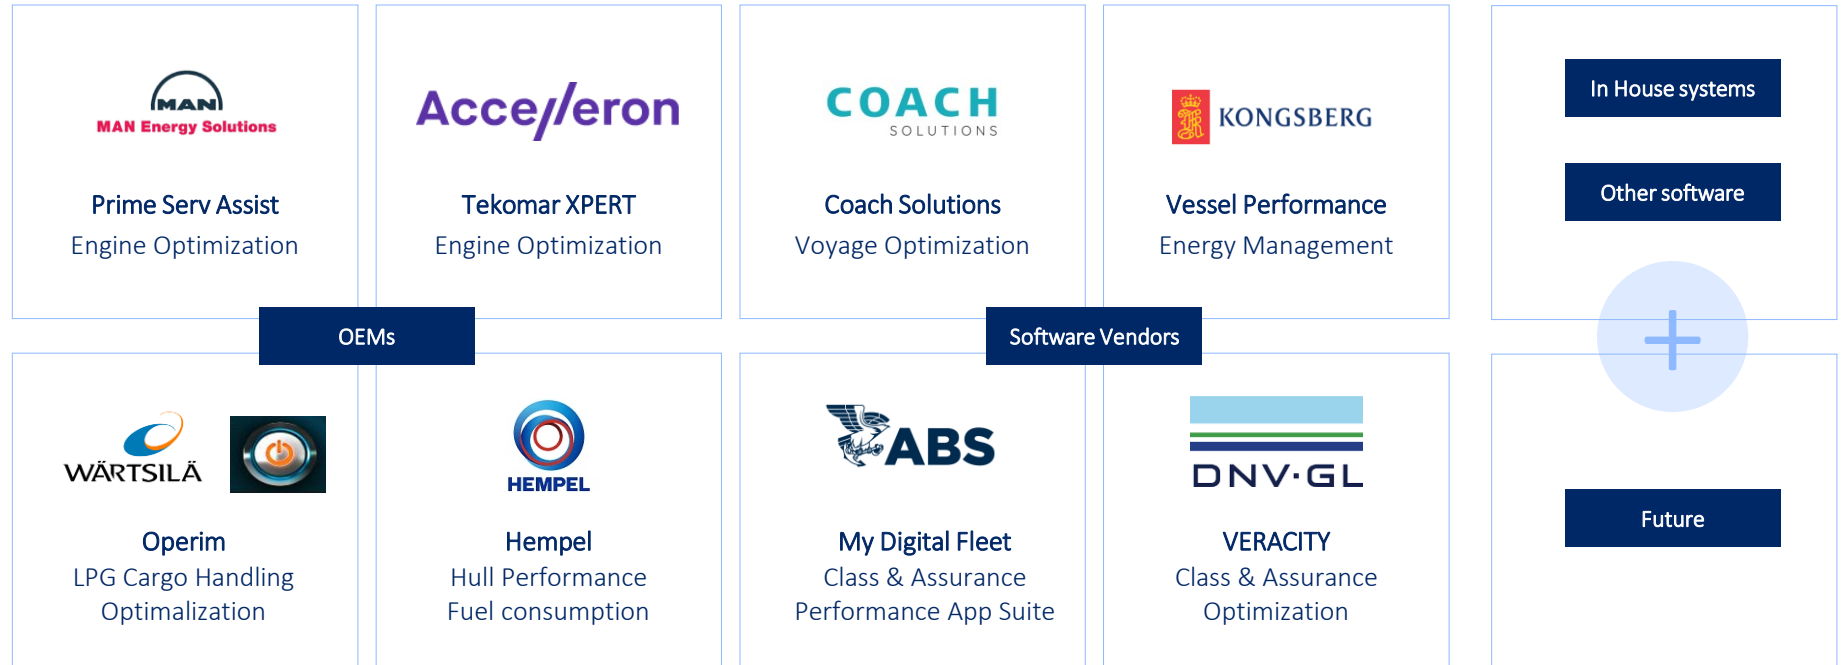 MAN
MAN Energy Solutions
Prime Serv Assist
Engine Optimization
Accelleron
Tekomar XPERT
Engine Optimization
COACH
SOLUTIONS
Coach Solutions
Voyage Optimization
KONGSBERG
Vessel Performance
Energy Management
In House systems
Other software
OEMs
Software Vendors
WÄRTSILÄ
Operim
LPG Cargo Handling
Optimalization
HEMPEL
Hempel
Hull Performance
Fuel consumption
ABS
My Digital Fleet
Class & Assurance
Performance App Suite
DNV·GL
VERACITY
Class & Assurance
Optimization
Future